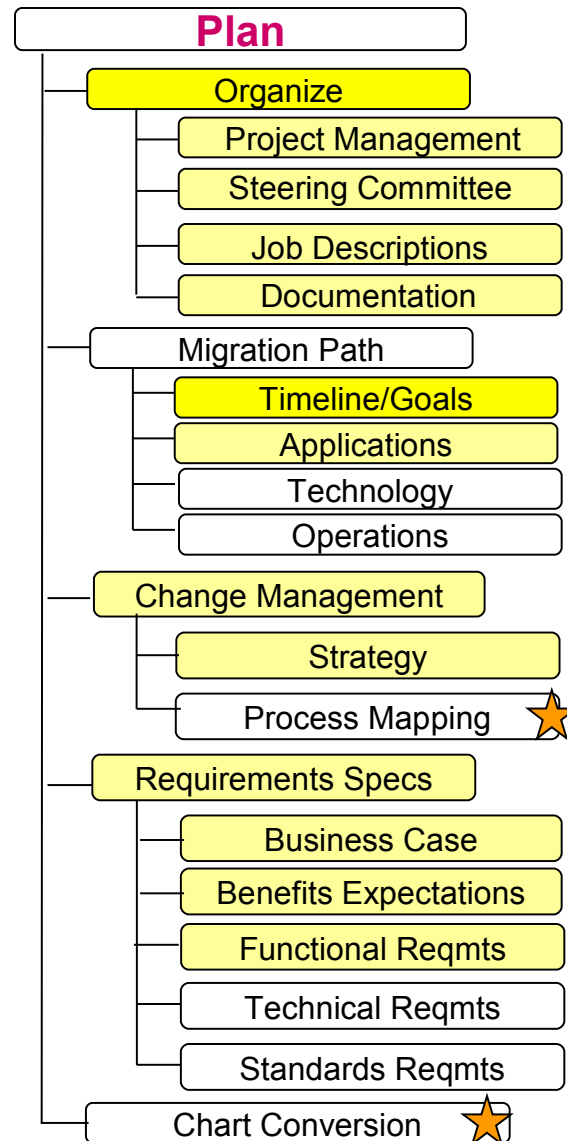 Plan
Organize
Project Management
Steering Committee
Job Descriptions
Documentation
Migration Path
Timeline/Goals
Applications
Technology
Operations
Change Management
Strategy
Process Mapping
Requirements Specs
Business Case
Benefits Expectations
Functional Reqmts
Technical Reqmts
Standards Reqmts
Chart Conversion